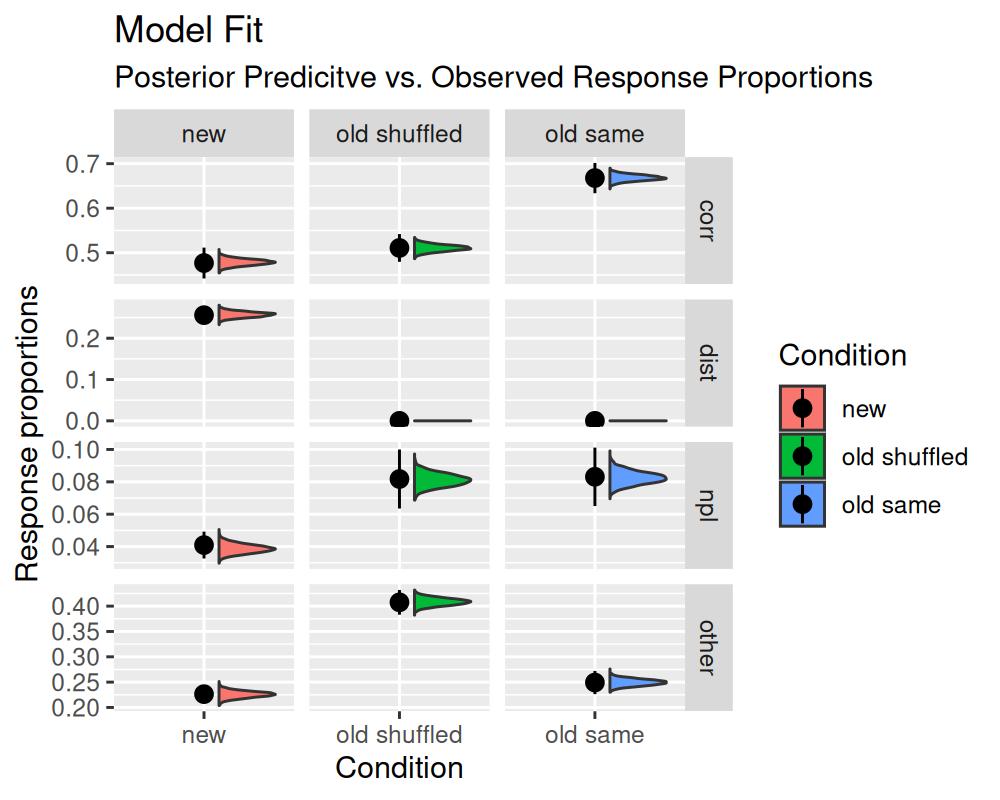 Model Fit
Posterior Predicitve vs. Observed Response Proportions
new
old shuffled
old same
0.7
0.6
0.5
corr
0.2
0.1
0.0
dist
0.10
0.08
0.06
0.04
npl
0.40
0.35
0.30
0.25
0.20
other
Response proportions
new
old shuffled
old same
Condition
Condition
new
old shuffled
old same